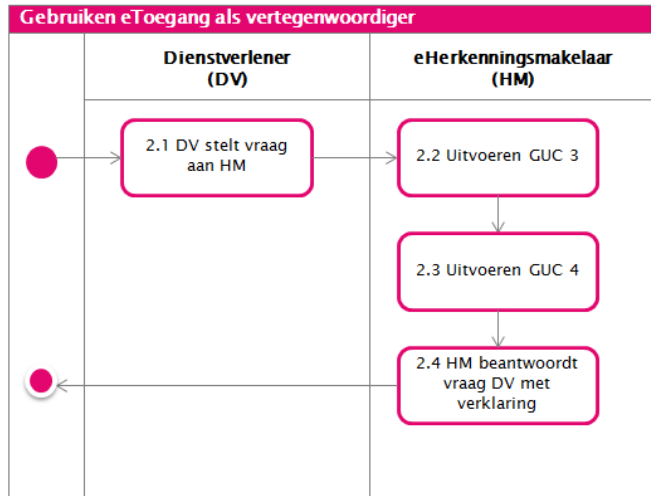 Gebruiken eToegang als vertegenwoordiger
Dienstverlener
(DV)
eHerkenningsmakelaar
(HM)
2.1 DV stelt vraag
aan HM
2.2 Uitvoeren GUC 3
2.3 Uitvoeren GUC 4
2.4 HM beantwoordt
vraag DV met
verklaring